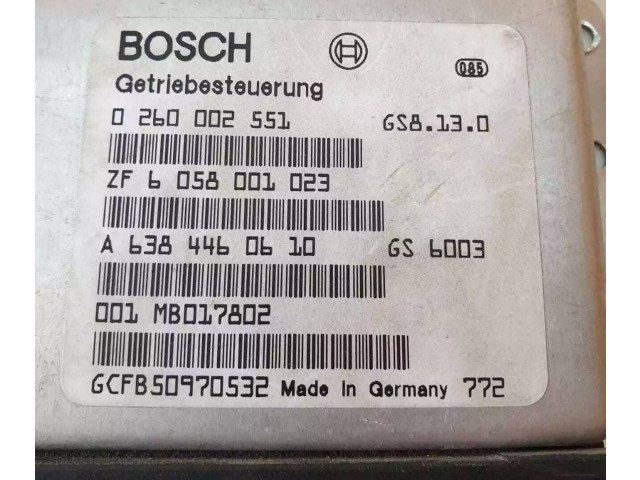 BOSCH 085
Getriebesteuerung
0 260 002 551 GS8.13.0
ZF 6 058 001 023
A 638 446 06 10 GS 6003
001 MB017802
GCFB50970532 Made in Germany 772